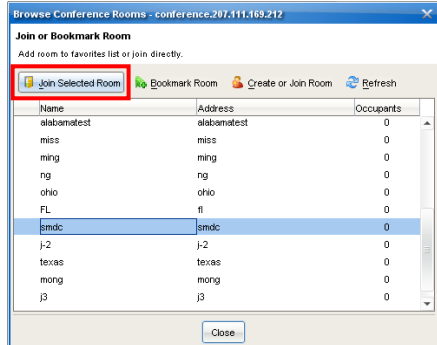 Browse Conference Rooms - conference.207.111.169.212
Join or Bookmark Room
Add room to favorites list or join directly.
Join Selected Room Bookmark Room Create or Join Room Refresh
Name Address Occupants
alabamatest alabamatest 0
miss miss 0
ming ming 0
ng ng 0
ohio ohio 0
FL fl 0
smdc smdc 0
j-2 j-2 0
texas texas 0
mong mong 0
j3 j3 0
Close